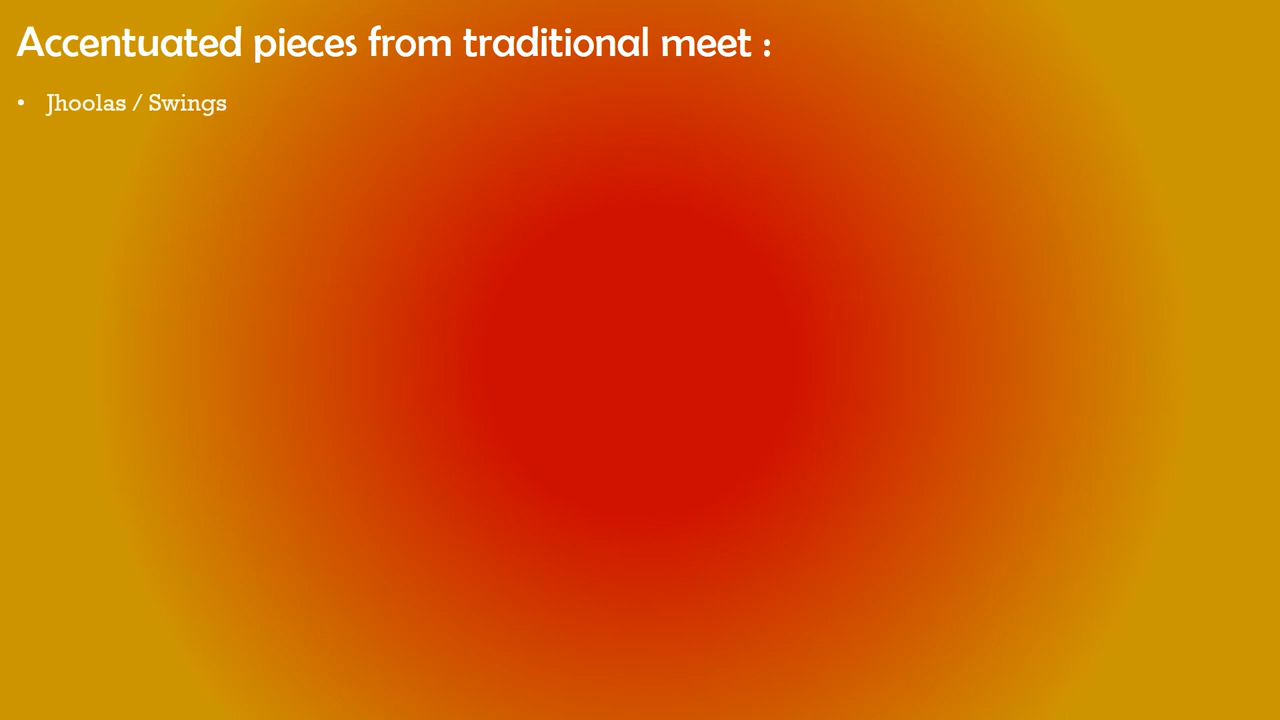 Accentuated pieces from traditional meet :
• Jhoolas / Swings